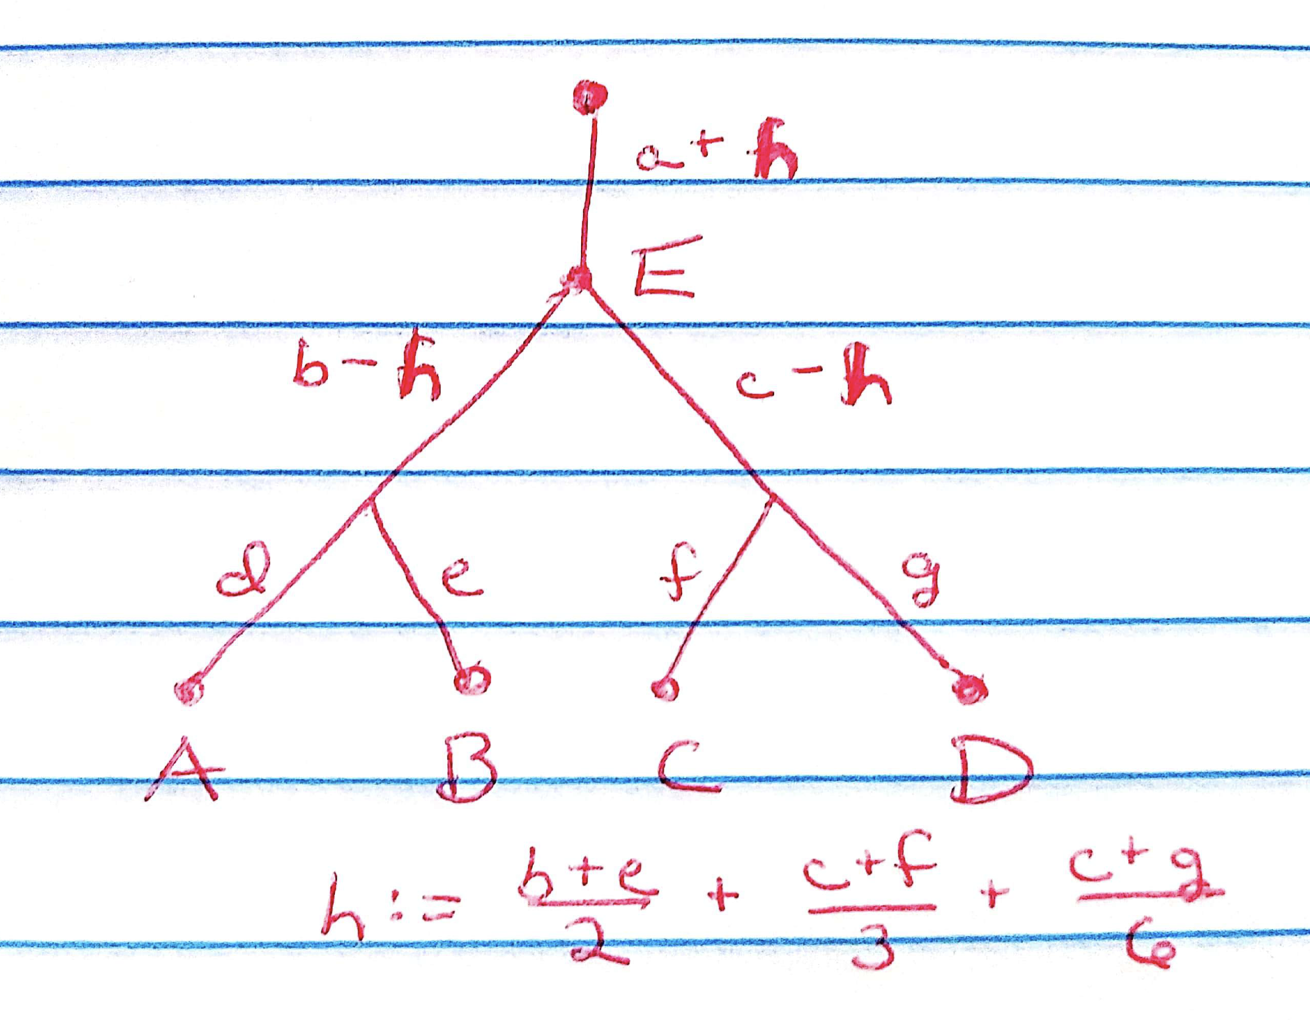 a + h
E
b - h c - h
d e f g
A B C D
h := \frac{b+e}{2} + \frac{c+f}{3} + \frac{c+g}{6}